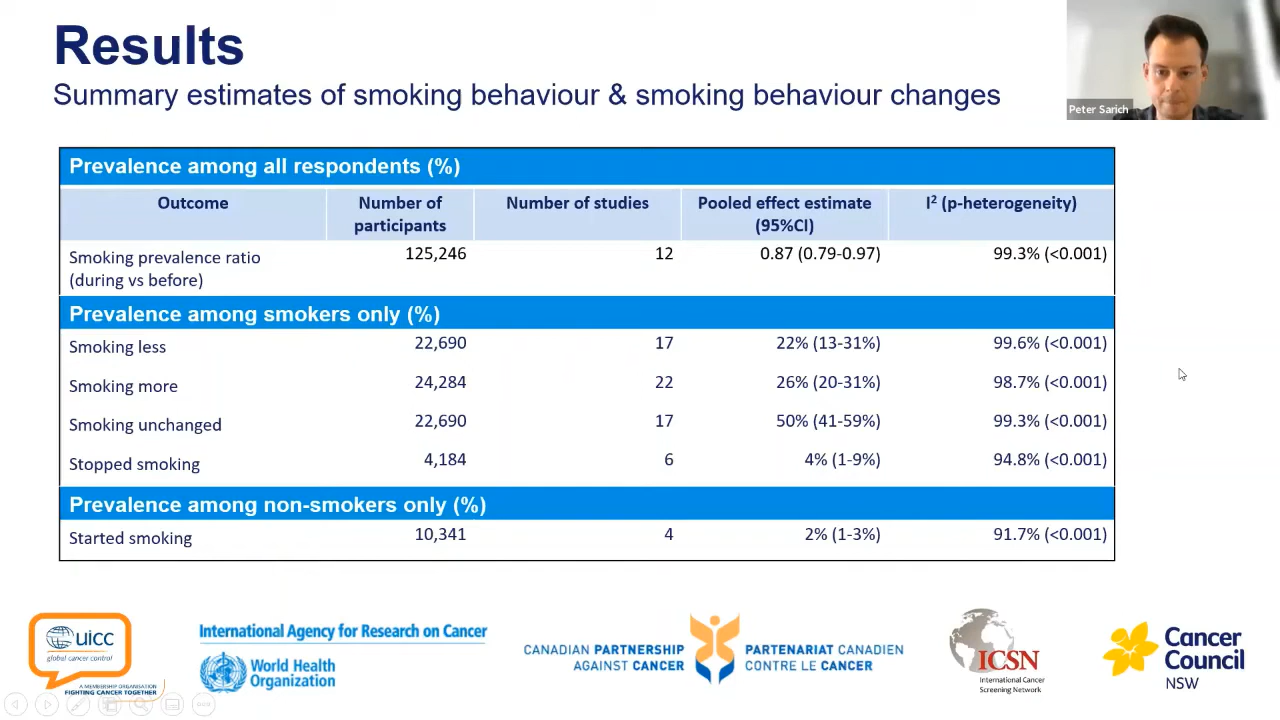 Results
Summary estimates of smoking behaviour & smoking behaviour changes
Peter Sarich
Prevalence among all respondents (%)
Outcome Number of participants Number of studies Pooled effect estimate (95%CI) I² (p-heterogeneity)
Smoking prevalence ratio (during vs before) 125,246 12 0.87 (0.79-0.97) 99.3% (<0.001)
Prevalence among smokers only (%)
Smoking less 22,690 17 22% (13-31%) 99.6% (<0.001)
Smoking more 24,284 22 26% (20-31%) 98.7% (<0.001)
Smoking unchanged 22,690 17 50% (41-59%) 99.3% (<0.001)
Stopped smoking 4,184 6 4% (1-9%) 94.8% (<0.001)
Prevalence among non-smokers only (%)
Started smoking 10,341 4 2% (1-3%) 91.7% (<0.001)
uicc
global cancer control
A MEMBERSHIP ORGANISATION
FIGHTING CANCER TOGETHER
International Agency for Research on Cancer
World Health
Organization
CANADIAN PARTNERSHIP
AGAINST CANCER
PARTENARIAT CANADIEN
CONTRE LE CANCER
ICSN
International Cancer
Screening Network
Cancer
Council
NSW